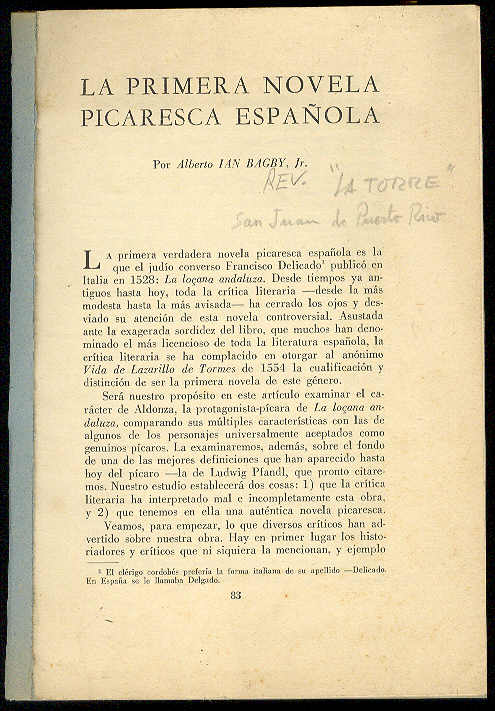 LA PRIMERA NOVELA
PICARESCA ESPAÑOLA
Por Alberto IAN BAGBY, Jr.
REV. "LA TORRE"
San Juan de Puerto Rico
LA primera verdadera novela picaresca española es la
que el judío converso Francisco Delicado¹ publicó en
Italia en 1528: La loçana andaluza. Desde tiempos ya an-
tiguos hasta hoy, toda la crítica literaria —desde la más
modesta hasta la más avisada— ha cerrado los ojos y des-
viado su atención de esta novela controversial. Asustada
ante la exagerada sordidez del libro, que muchos han deno-
minado el más licencioso de toda la literatura española, la
crítica literaria se ha complacido en otorgar al anónimo
Vida de Lazarillo de Tormes de 1554 la cualificación y
distinción de ser la primera novela de este género.
Será nuestro propósito en este artículo examinar el ca-
rácter de Aldonza, la protagonista-pícara de La loçana an-
daluza, comparando sus múltiples características con las de
algunos de los personajes universalmente aceptados como
genuinos pícaros. La examinaremos, además, sobre el fondo
de una de las mejores definiciones que han aparecido hasta
hoy del pícaro —la de Ludwig Pfandl, que pronto citare-
mos. Nuestro estudio establecerá dos cosas: 1) que la crítica
literaria ha interpretado mal e incompletamente esta obra,
y 2) que tenemos en ella una auténtica novela picaresca.
Veamos, para empezar, lo que diversos críticos han ad-
vertido sobre nuestra obra. Hay en primer lugar los histo-
riadores y críticos que ni siquiera la mencionan, y ejemplo
¹ El clérigo cordobés prefería la forma italiana de su apellido —Delicado.
En España se le llamaba Delgado.
83